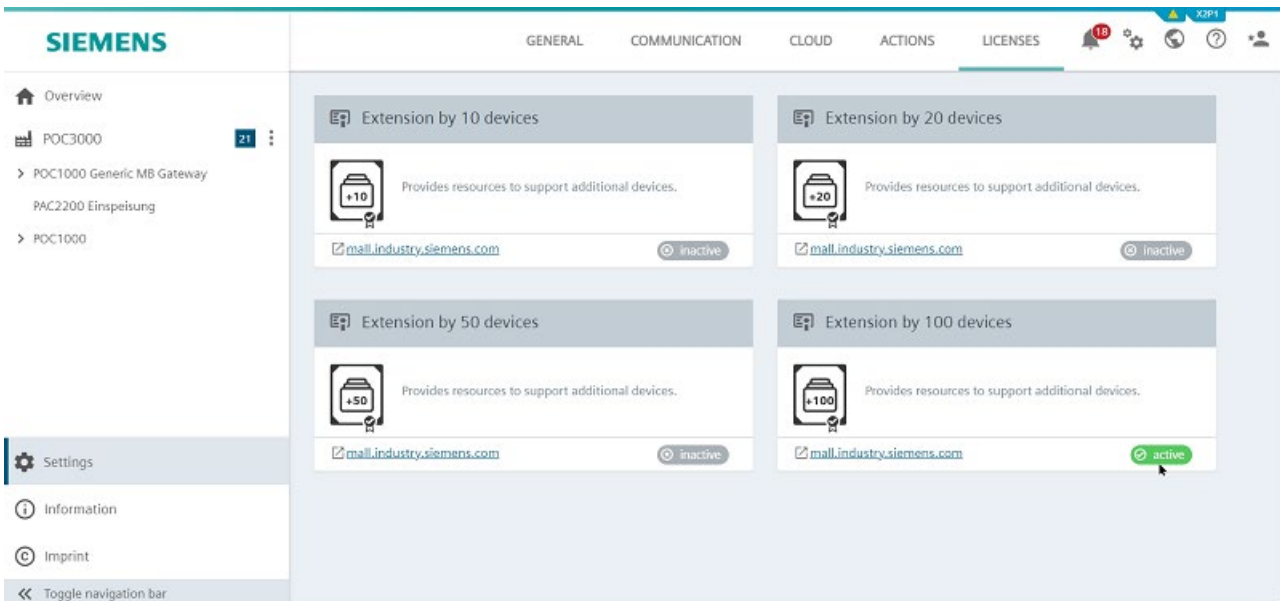 X2P1
SIEMENS
GENERAL COMMUNICATION CLOUD ACTIONS LICENSES 18
Overview
POC3000 21
POC1000 Generic MB Gateway
PAC2200 Einspeisung
POC1000
Settings
Information
Imprint
Toggle navigation bar
Extension by 10 devices
+10
Provides resources to support additional devices.
mall.industry.siemens.com inactive
Extension by 20 devices
+20
Provides resources to support additional devices.
mall.industry.siemens.com inactive
Extension by 50 devices
+50
Provides resources to support additional devices.
mall.industry.siemens.com inactive
Extension by 100 devices
+100
Provides resources to support additional devices.
mall.industry.siemens.com active